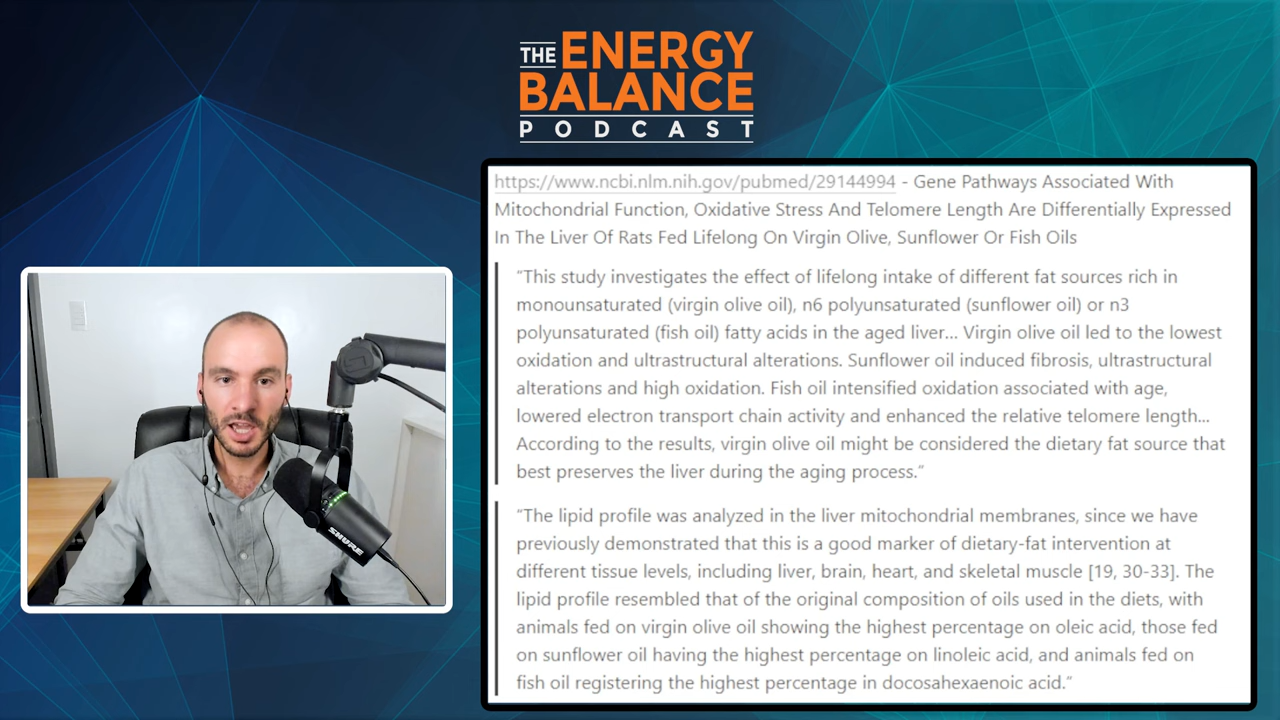 THE ENERGY
BALANCE
PODCAST
https://www.ncbi.nlm.nih.gov/pubmed/29144994 - Gene Pathways Associated With
Mitochondrial Function, Oxidative Stress And Telomere Length Are Differentially Expressed
In The Liver Of Rats Fed Lifelong On Virgin Olive, Sunflower Or Fish Oils
“This study investigates the effect of lifelong intake of different fat sources rich in
monounsaturated (virgin olive oil), n6 polyunsaturated (sunflower oil) or n3
polyunsaturated (fish oil) fatty acids in the aged liver... Virgin olive oil led to the lowest
oxidation and ultrastructural alterations. Sunflower oil induced fibrosis, ultrastructural
alterations and high oxidation. Fish oil intensified oxidation associated with age,
lowered electron transport chain activity and enhanced the relative telomere length...
According to the results, virgin olive oil might be considered the dietary fat source that
best preserves the liver during the aging process.”
“The lipid profile was analyzed in the liver mitochondrial membranes, since we have
previously demonstrated that this is a good marker of dietary-fat intervention at
different tissue levels, including liver, brain, heart, and skeletal muscle [19, 30-33]. The
lipid profile resembled that of the original composition of oils used in the diets, with
animals fed on virgin olive oil showing the highest percentage on oleic acid, those fed
on sunflower oil having the highest percentage on linoleic acid, and animals fed on
fish oil registering the highest percentage in docosahexaenoic acid.”
SHURE